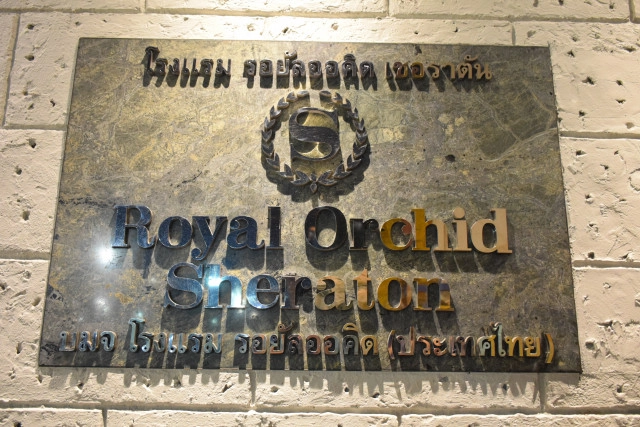 โรงแรม รอยัลออคิด เชอราตัน
S
Royal Orchid
Sheraton
บมจ โรงแรม รอยัลออคิด (ประเทศไทย)